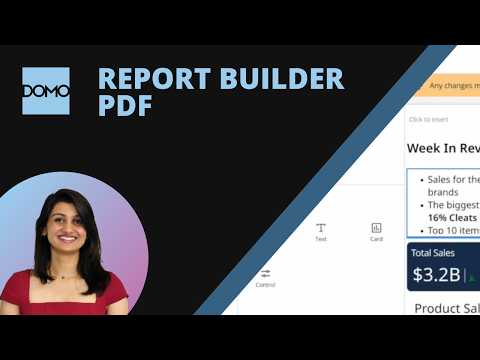 DOMO
REPORT BUILDER
PDF
Any changes m
Click to insert
Week In Rev
Sales for the
brands
The biggest
16% Cleats
Top 10 item
Text
Card
Control
Total Sales
$3.2B
Product Sal